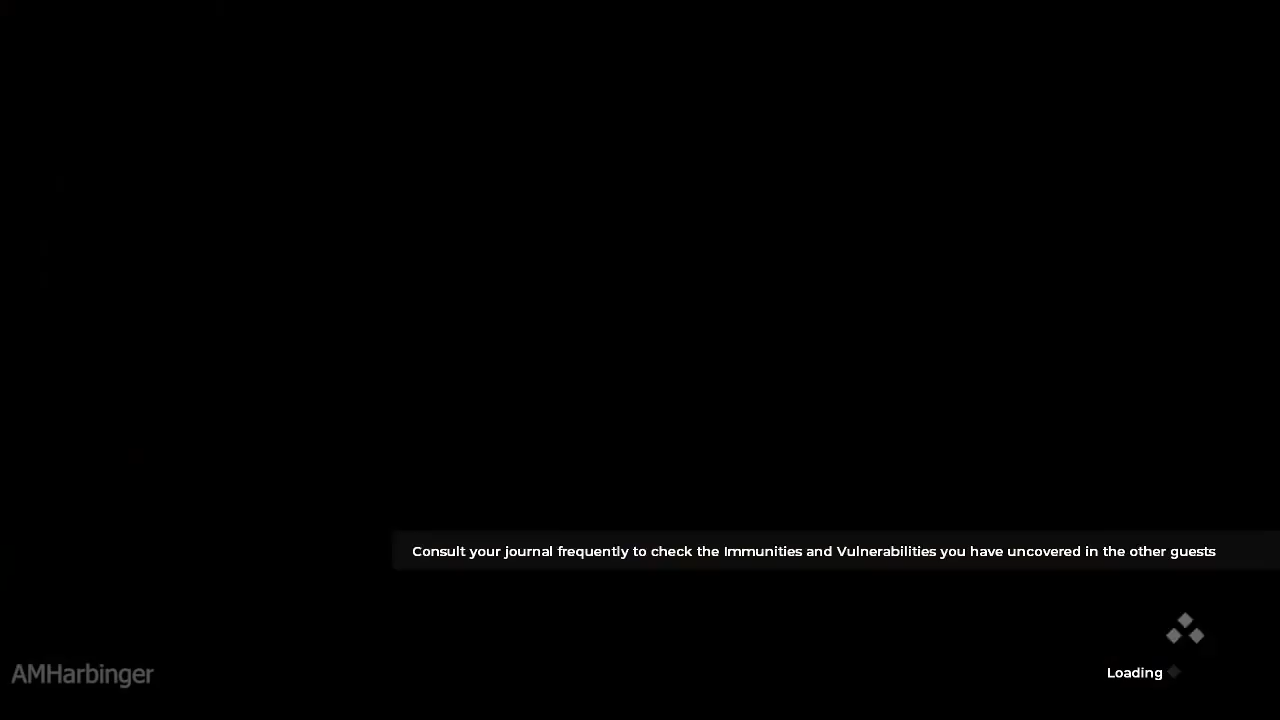 Consult your journal frequently to check the Immunities and Vulnerabilities you have uncovered in the other guests
AMHarbinger
Loading